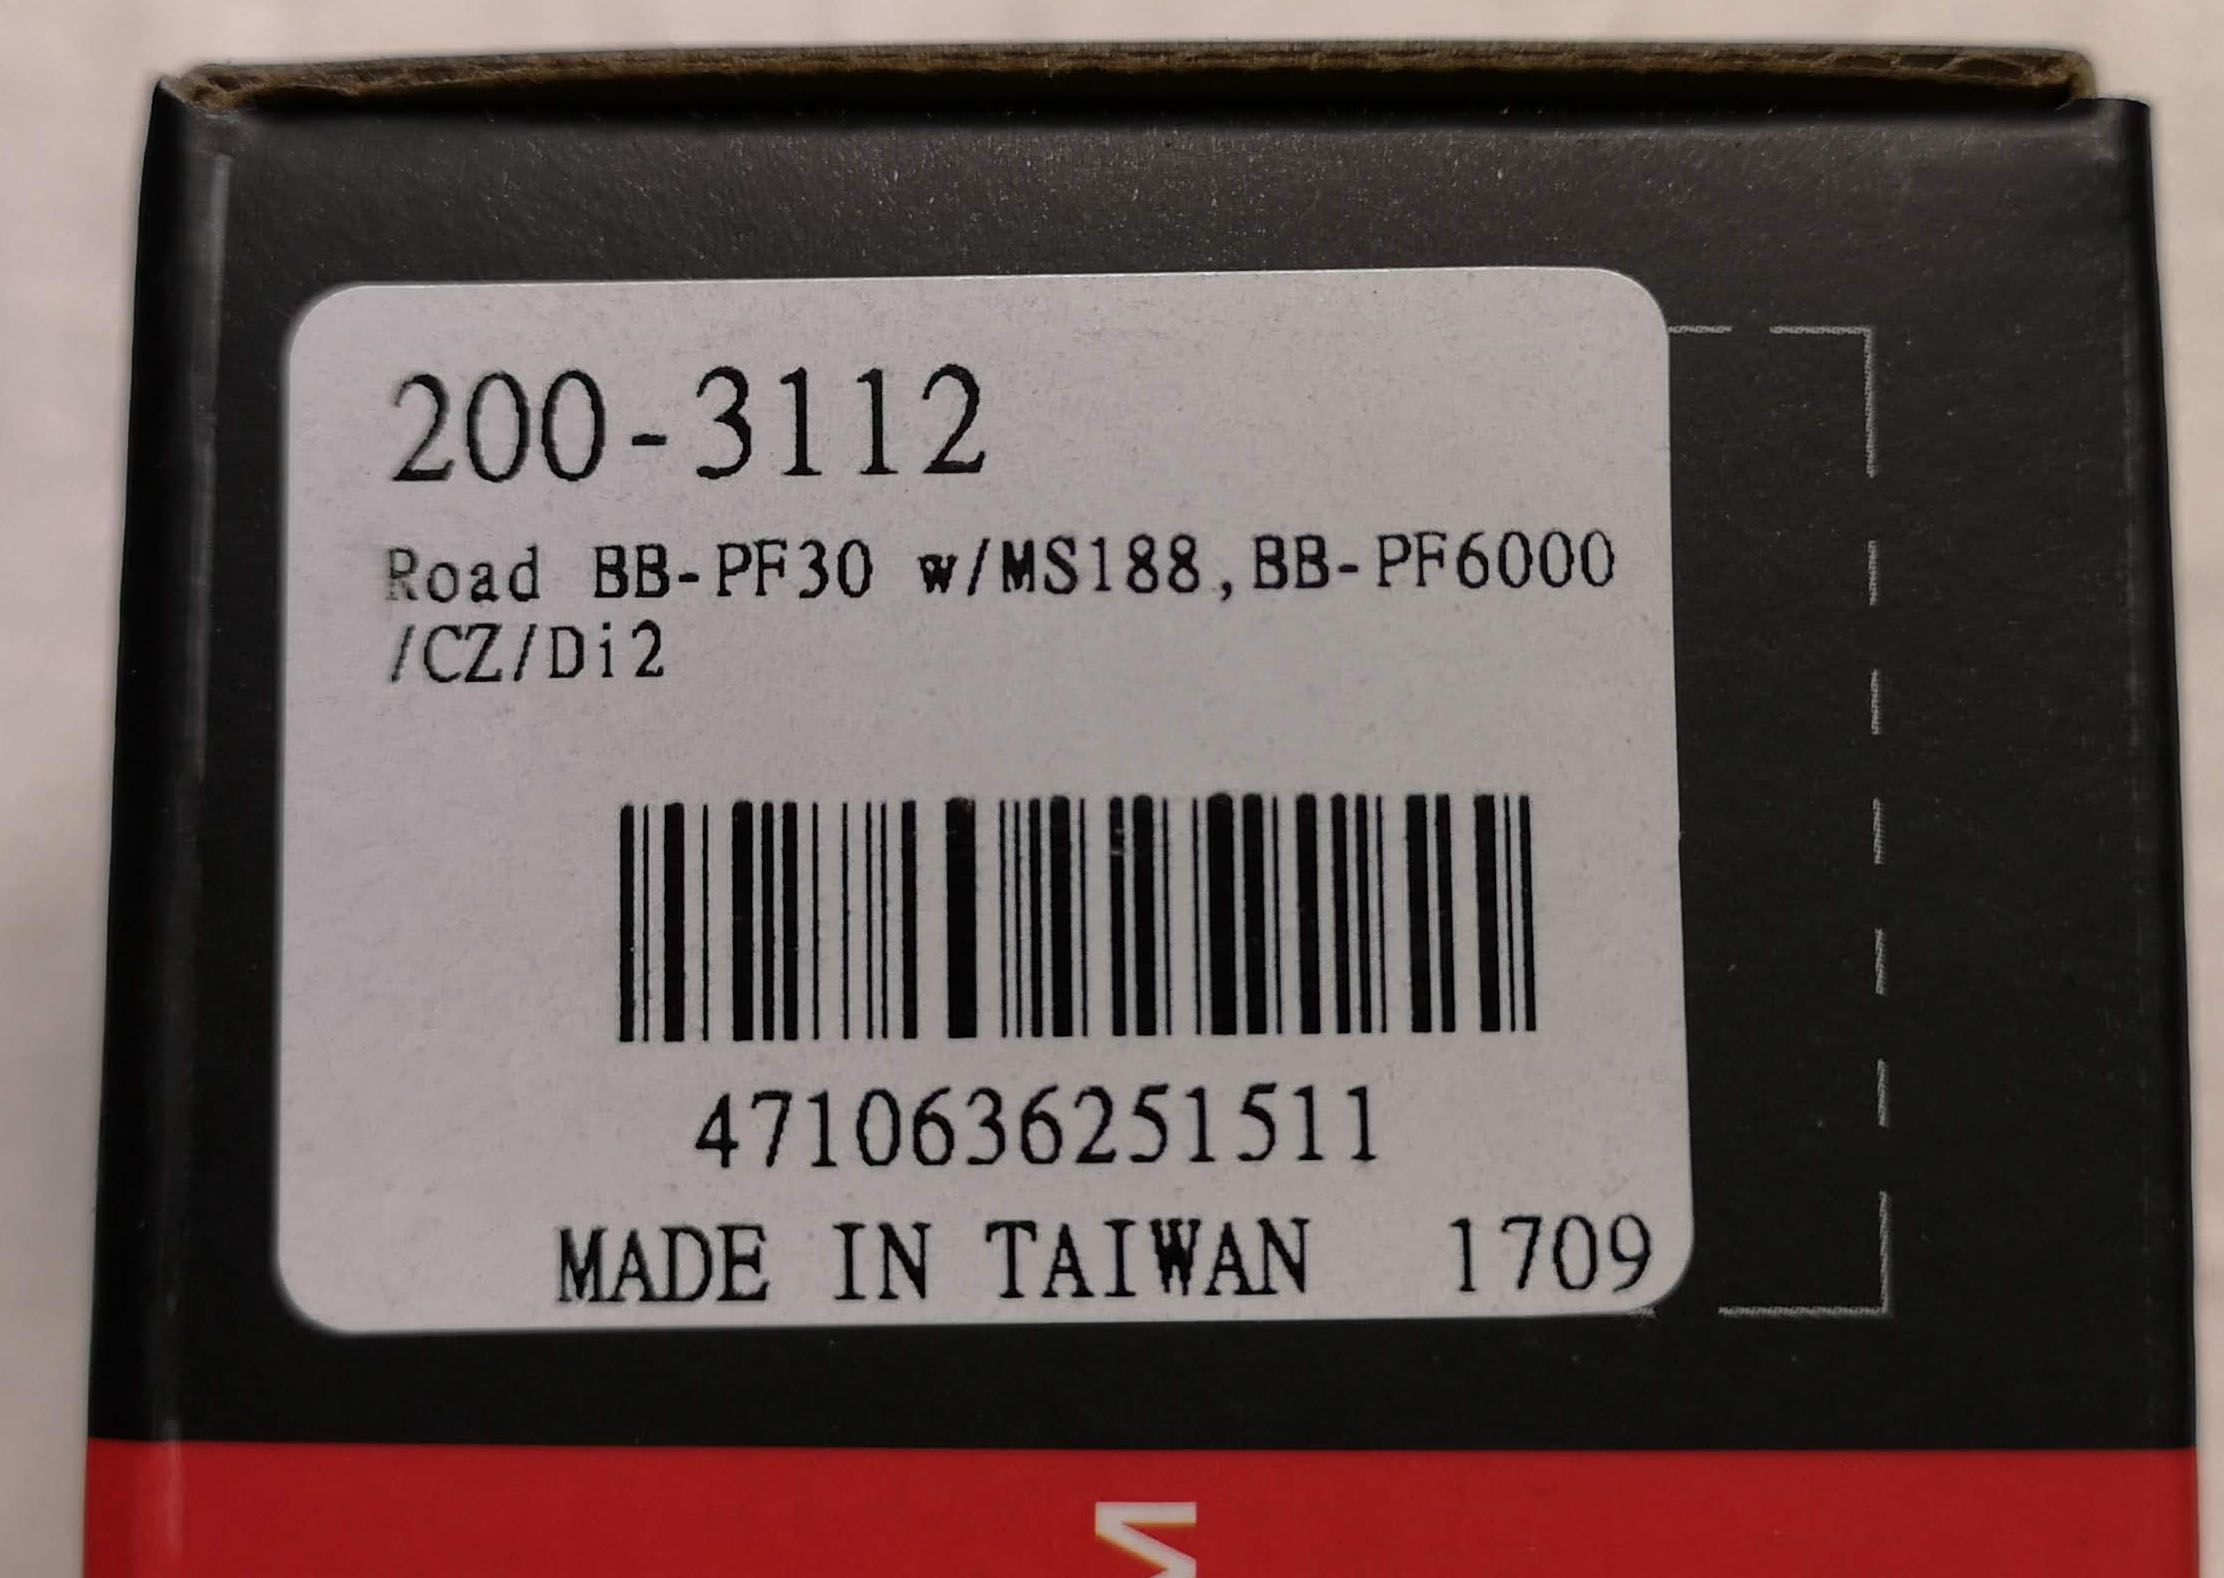 200-3112
Road BB-PF30 w/MS188,BB-PF6000
/CZ/Di2
4710636251511
MADE IN TAIWAN 1709